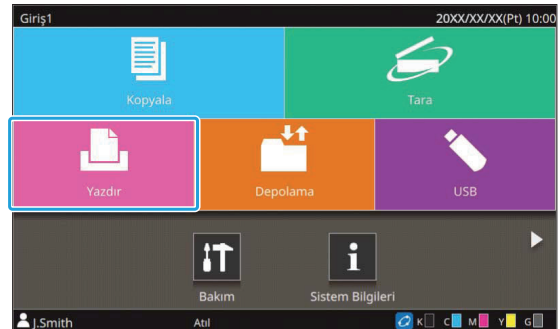 Giriş1 20XX/XX/XX(Pt) 10:00
Kopyala Tara
Yazdır Depolama USB
Bakım Sistem Bilgileri
J.Smith Atıl K C M Y G